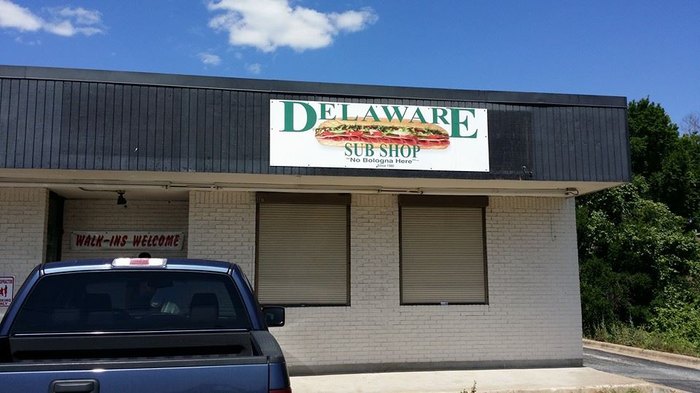 DELAWARE
SUB SHOP
"No Bologna Here"
WALK-INS WELCOME